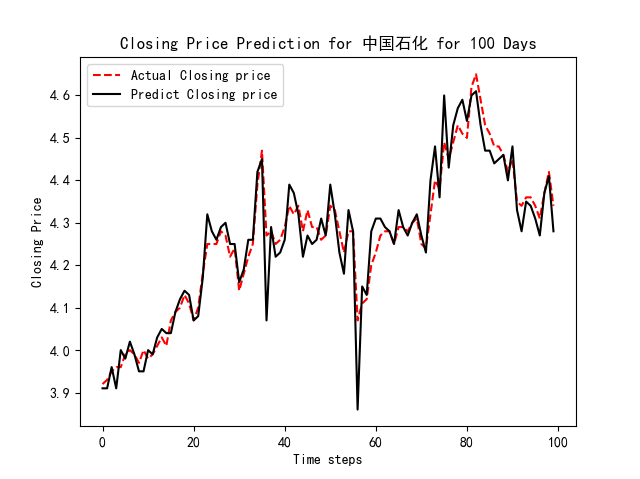 Closing Price Prediction for 中国石化 for 100 Days
Actual Closing price
Predict Closing price
4.6
4.5
4.4
4.3
4.2
4.1
4.0
3.9
Closing Price
0 20 40 60 80 100
Time steps